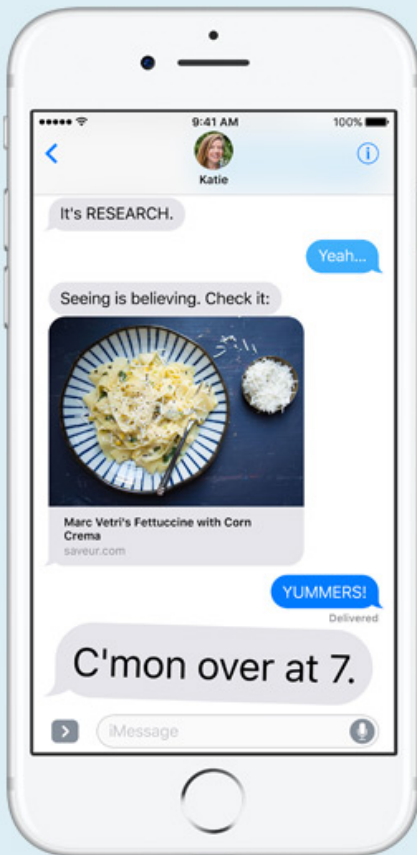 9:41 AM
100%
Katie
It's RESEARCH.
Yeah...
Seeing is believing. Check it:
Marc Vetri's Fettuccine with Corn
Crema
saveur.com
YUMMERS!
Delivered
C'mon over at 7.
iMessage